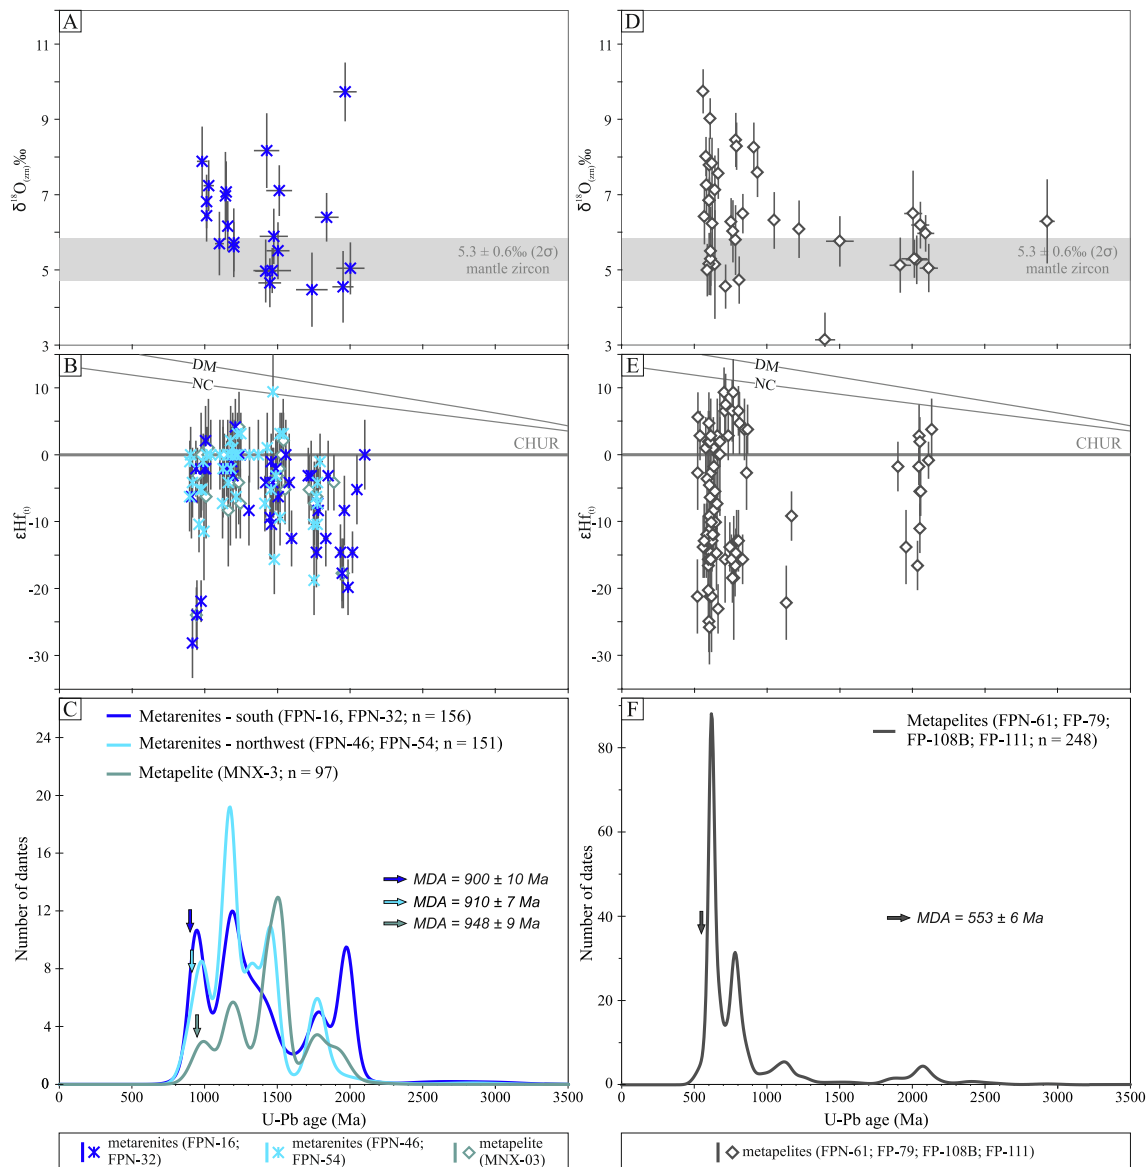 A
11
9
7
5
3
δ¹⁸O(zrn)‰
5.3 ± 0.6‰ (2σ)
mantle zircon
B
DM
NC
CHUR
10
0
-10
-20
-30
εHf(t)
C
Metarenites - south (FPN-16, FPN-32; n = 156)
Metarenites - northwest (FPN-46; FPN-54; n = 151)
Metapelite (MNX-3; n = 97)
24
20
16
12
8
4
0
Number of dantes
MDA = 900 ± 10 Ma
MDA = 910 ± 7 Ma
MDA = 948 ± 9 Ma
0 500 1000 1500 2000 2500 3000 3500
U-Pb age (Ma)
metarenites (FPN-16;
FPN-32)
metarenites (FPN-46;
FPN-54)
metapelite
(MNX-03)
D
11
9
7
5
3
δ¹⁸O(zrn)‰
5.3 ± 0.6‰ (2σ)
mantle zircon
E
DM
NC
CHUR
10
0
-10
-20
-30
εHf(t)
F
Metapelites (FPN-61; FP-79;
FP-108B; FP-111; n = 248)
80
60
40
20
0
Number of dates
MDA = 553 ± 6 Ma
0 500 1000 1500 2000 2500 3000 3500
U-Pb age (Ma)
metapelites (FPN-61; FP-79; FP-108B; FP-111)